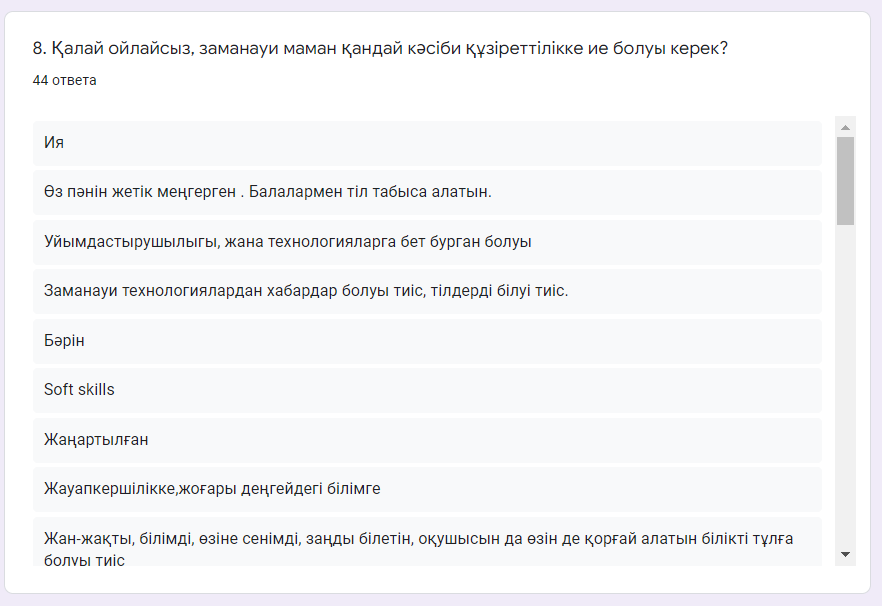 8. Қалай ойлайсыз, заманауи маман қандай кәсіби құзіреттілікке ие болуы керек?
44 ответа
Ия
Өз пәнін жетік меңгерген . Балалармен тіл табыса алатын.
Уйымдастырушылыгы, жана технологияларга бет бурган болуы
Заманауи технологиялардан хабардар болуы тиіс, тілдерді білуі тиіс.
Бәрін
Soft skills
Жаңартылған
Жауапкершілікке,жоғары деңгейдегі білімге
Жан-жақты, білімді, өзіне сенімді, заңды білетін, оқушысын да өзін де қорғай алатын білікті тұлға
болуы тиіс